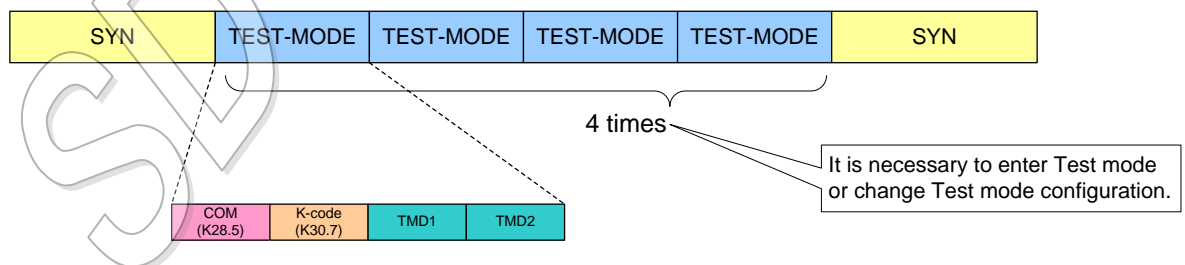 SYN TEST-MODE TEST-MODE TEST-MODE TEST-MODE SYN
4 times
It is necessary to enter Test mode
or change Test mode configuration.
COM
(K28.5)
K-code
(K30.7)
TMD1
TMD2
SD